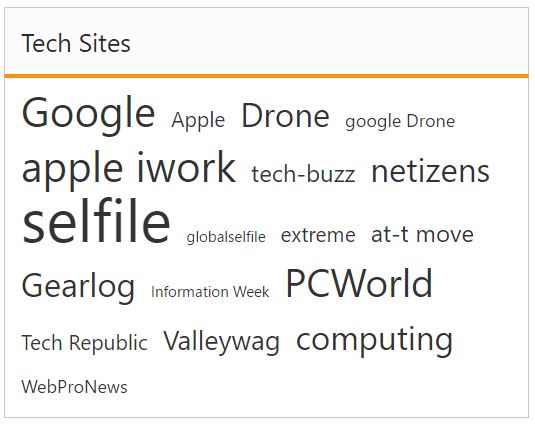 Tech Sites
Google Apple Drone google Drone
apple iwork tech-buzz netizens
selfile globalselfile extreme at-t move
Gearlog Information Week PCWorld
Tech Republic Valleywag computing
WebProNews